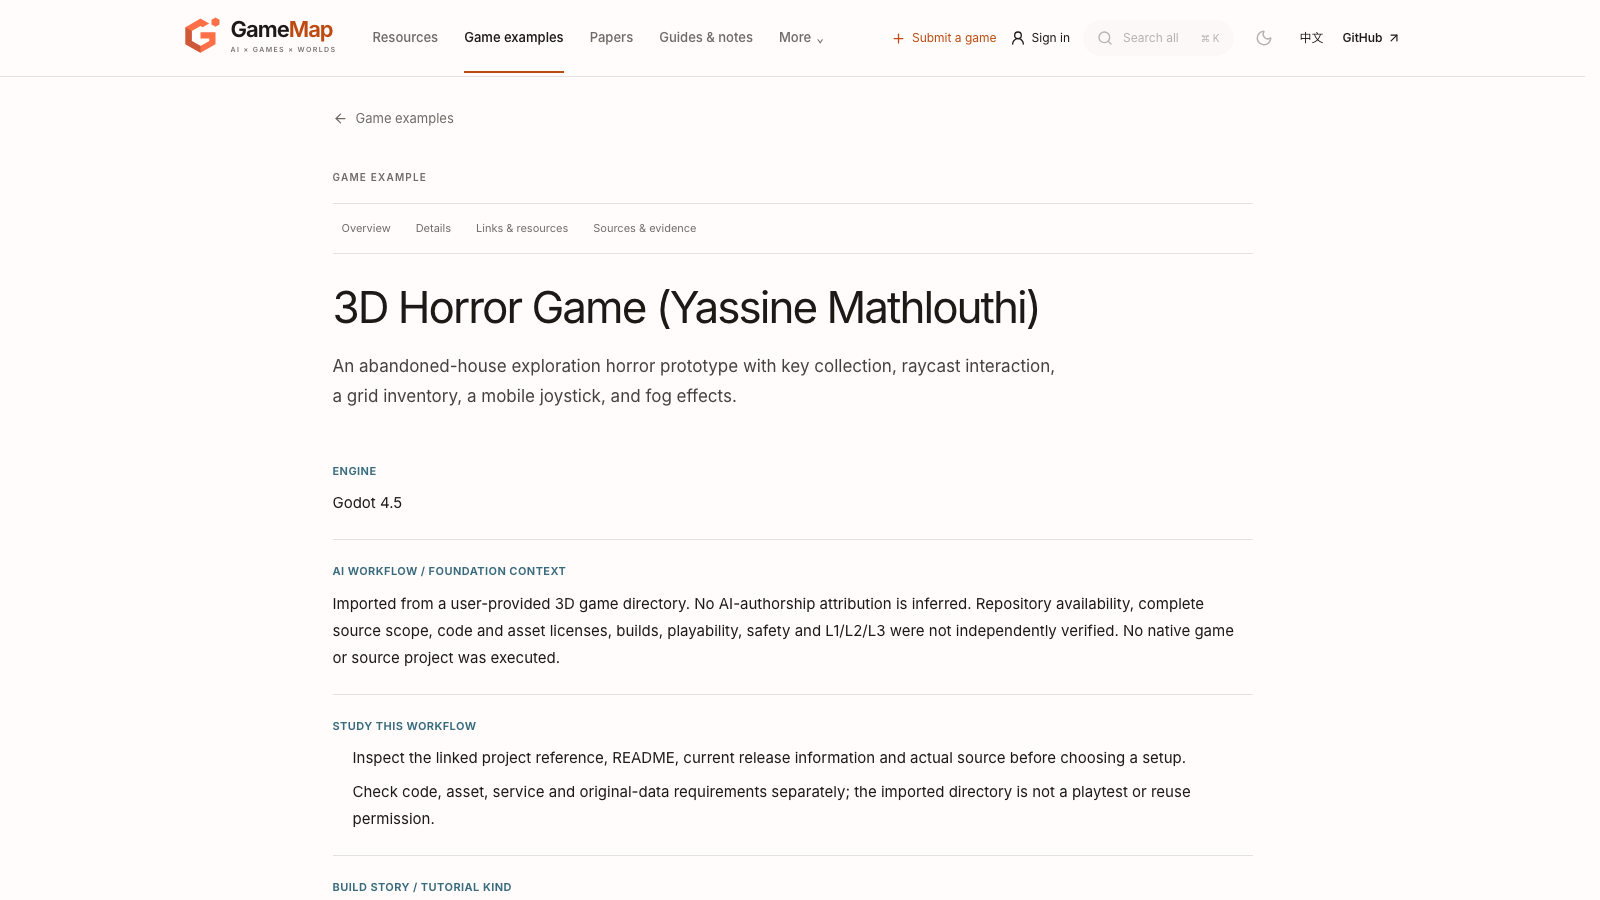 GameMap
AI × GAMES × WORLDS
Resources
Game examples
Papers
Guides & notes
More
Submit a game
Sign in
Search all
⌘ K
中文
GitHub ↗
← Game examples
GAME EXAMPLE
Overview
Details
Links & resources
Sources & evidence
3D Horror Game (Yassine Mathlouthi)
An abandoned-house exploration horror prototype with key collection, raycast interaction,
a grid inventory, a mobile joystick, and fog effects.
ENGINE
Godot 4.5
AI WORKFLOW / FOUNDATION CONTEXT
Imported from a user-provided 3D game directory. No AI-authorship attribution is inferred. Repository availability, complete
source scope, code and asset licenses, builds, playability, safety and L1/L2/L3 were not independently verified. No native game
or source project was executed.
STUDY THIS WORKFLOW
Inspect the linked project reference, README, current release information and actual source before choosing a setup.
Check code, asset, service and original-data requirements separately; the imported directory is not a playtest or reuse
permission.
BUILD STORY / TUTORIAL KIND